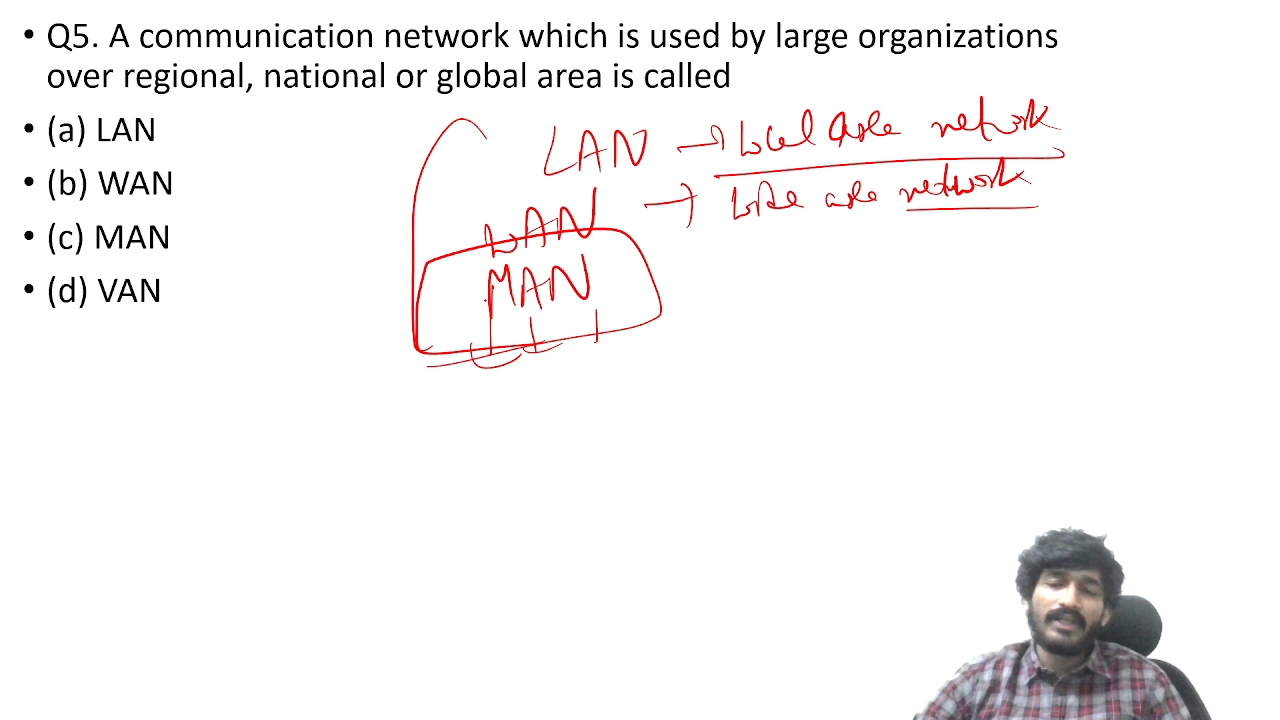 • Q5. A communication network which is used by large organizations
over regional, national or global area is called
• (a) LAN
• (b) WAN
• (c) MAN
• (d) VAN
LAN → local area network
WAN → wide area network
MAN